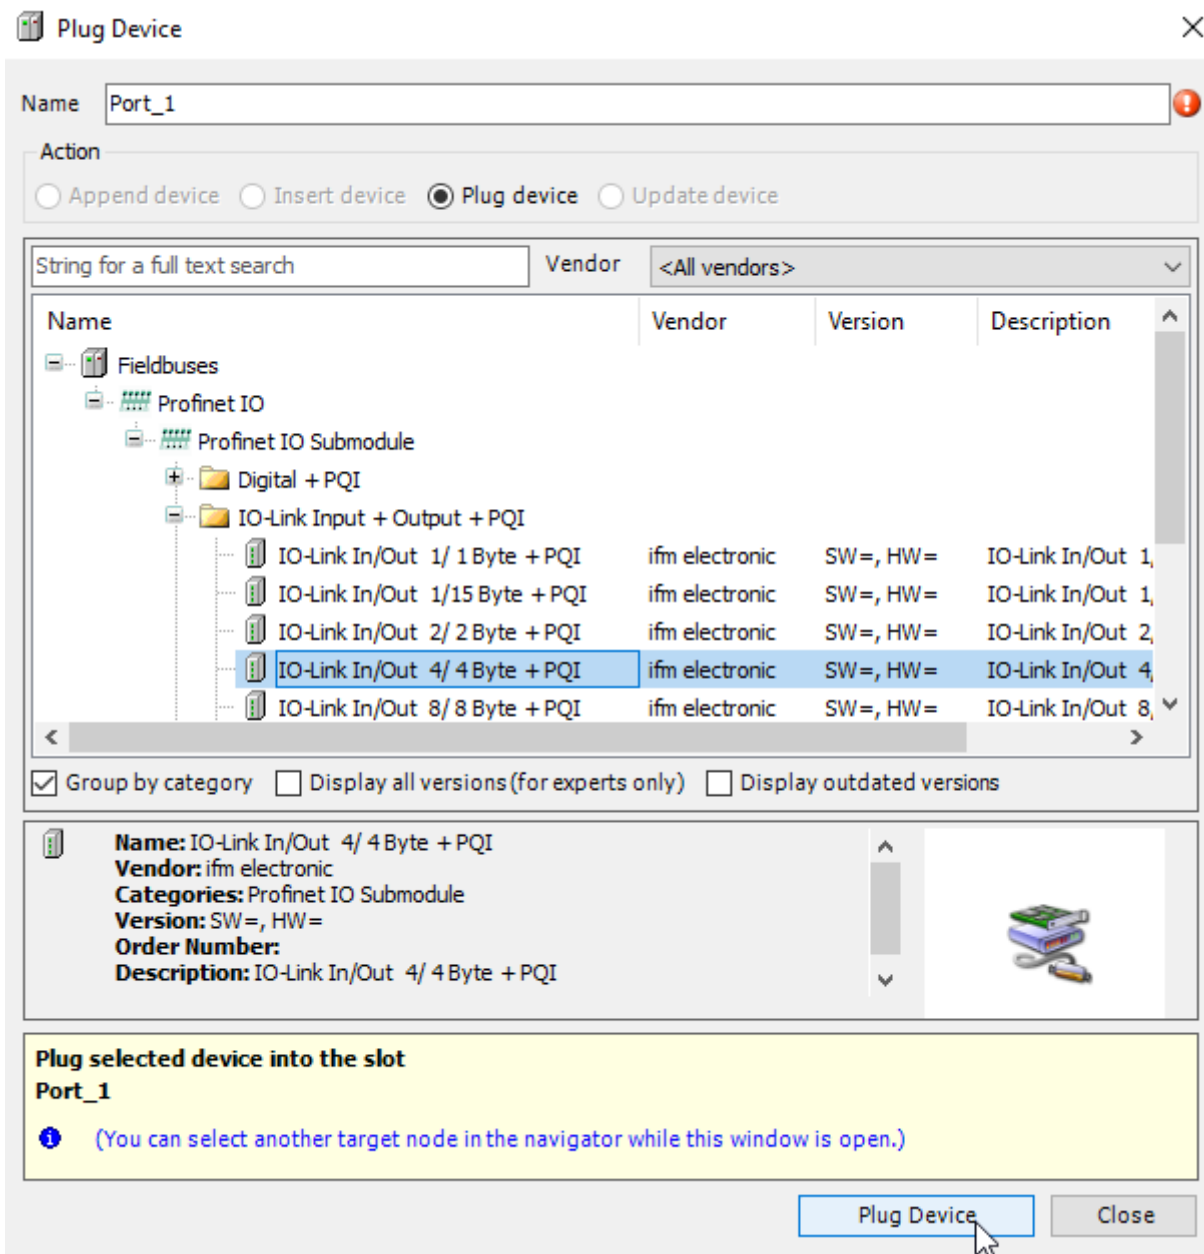 Plug Device
Name Port_1
Action
Append device Insert device Plug device Update device
String for a full text search Vendor <All vendors>
Name Vendor Version Description
Fieldbuses
Profinet IO
Profinet IO Submodule
Digital + PQI
IO-Link Input + Output + PQI
IO-Link In/Out  1/ 1 Byte + PQI ifm electronic SW=, HW= IO-Link In/Out  1,
IO-Link In/Out  1/15 Byte + PQI ifm electronic SW=, HW= IO-Link In/Out  1,
IO-Link In/Out  2/ 2 Byte + PQI ifm electronic SW=, HW= IO-Link In/Out  2,
IO-Link In/Out  4/ 4 Byte + PQI ifm electronic SW=, HW= IO-Link In/Out  4,
IO-Link In/Out  8/ 8 Byte + PQI ifm electronic SW=, HW= IO-Link In/Out  8,
Group by category Display all versions (for experts only) Display outdated versions
Name: IO-Link In/Out  4/ 4 Byte + PQI
Vendor: ifm electronic
Categories: Profinet IO Submodule
Version: SW=, HW=
Order Number:
Description: IO-Link In/Out  4/ 4 Byte + PQI
Plug selected device into the slot
Port_1
(You can select another target node in the navigator while this window is open.)
Plug Device Close